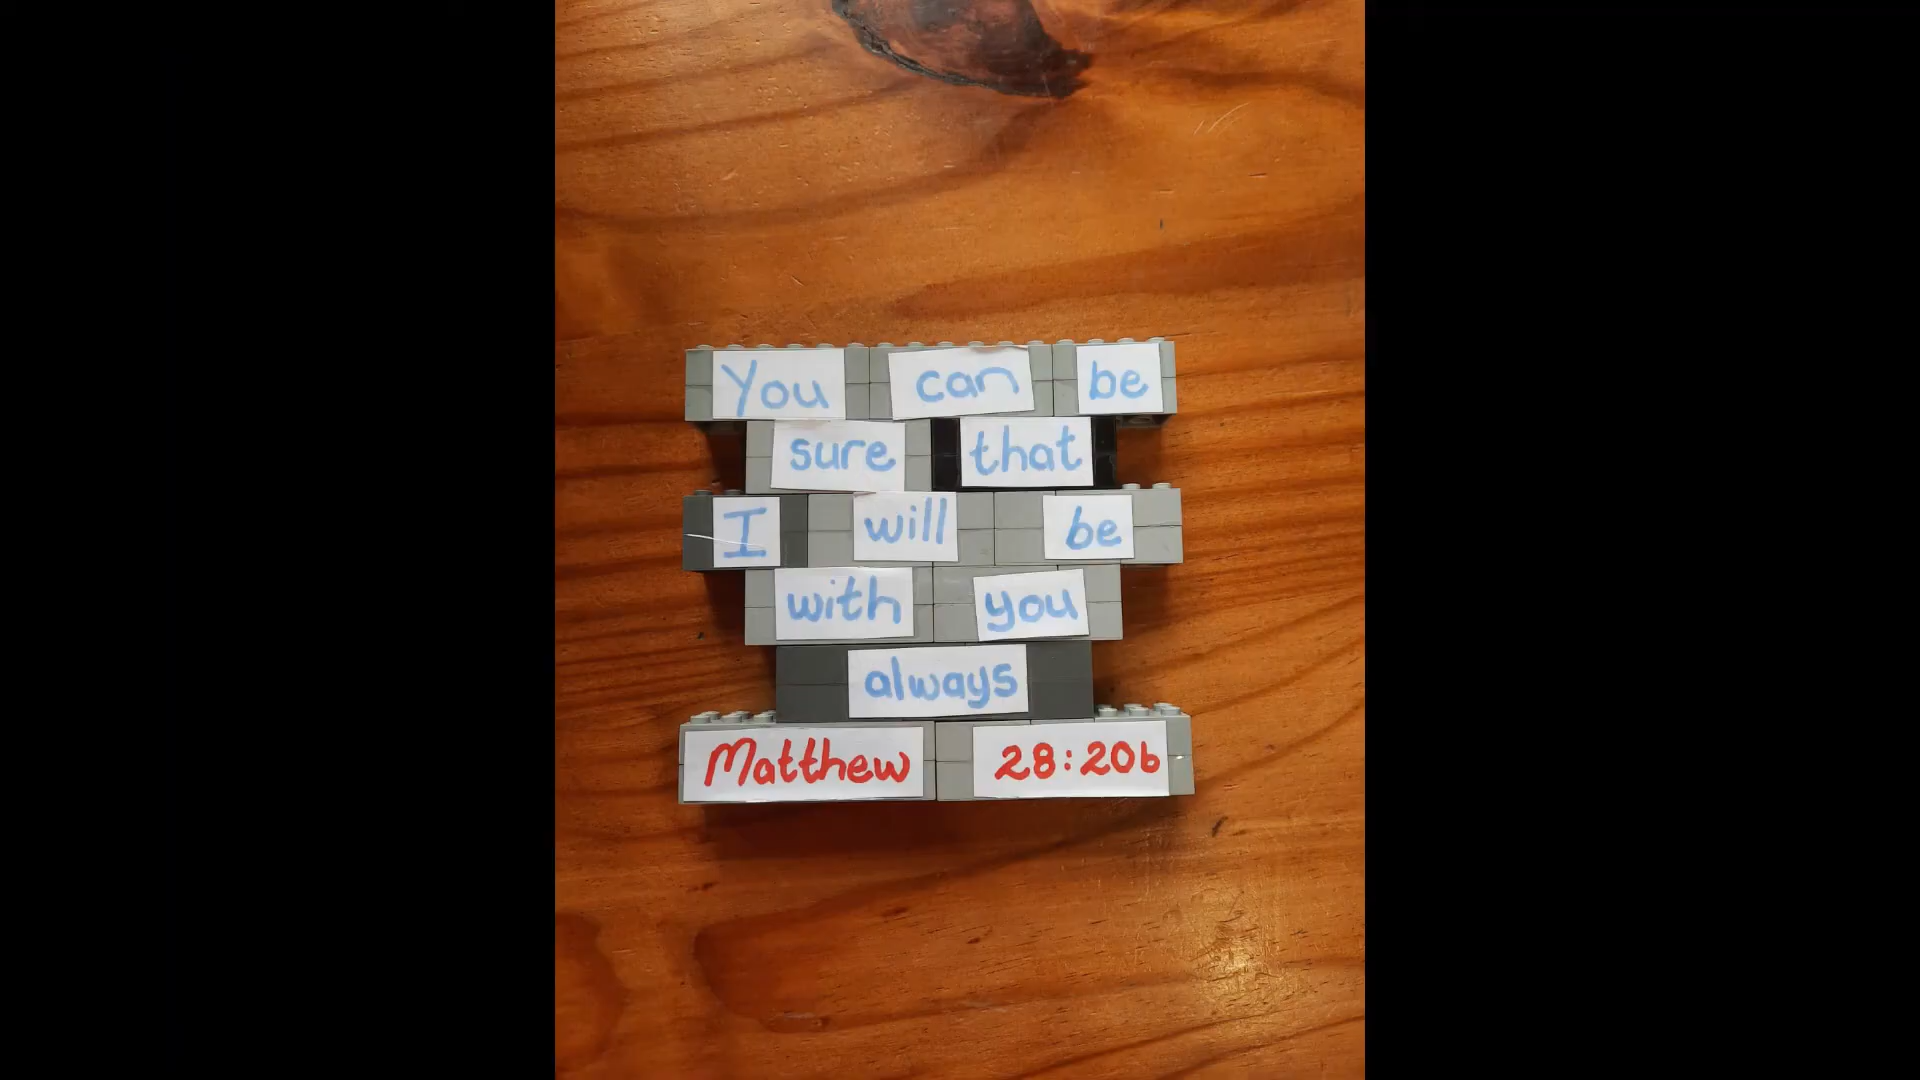 You can be
sure that
I will be
with you
always
Matthew 28:20b